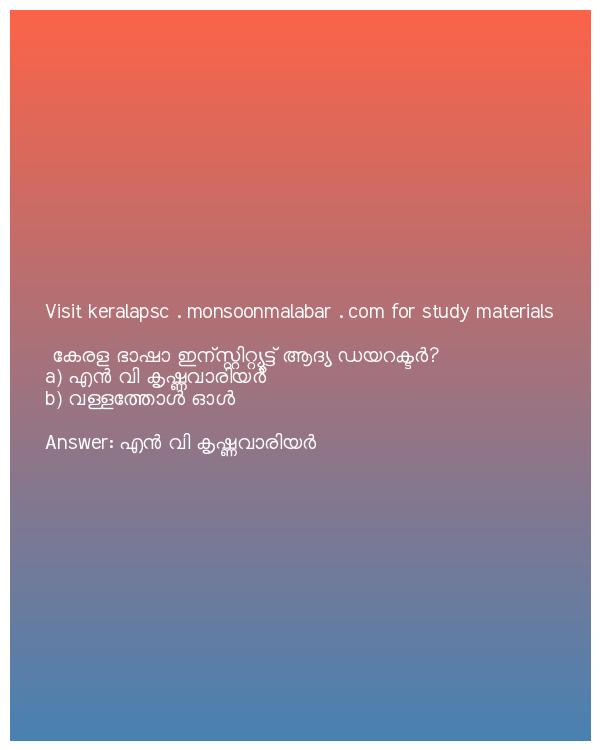 Visit keralapsc . monsoonmalabar . com for study materials
കേരള ഭാഷാ ഇന്സ്റ്റിറ്റ്യൂട്ട് ആദ്യ ഡയറക്ടർ?
a) എൻ വി കൃഷ്ണവാരിയർ
b) വള്ളത്തോൾ ഓൾ
Answer: എൻ വി കൃഷ്ണവാരിയർ